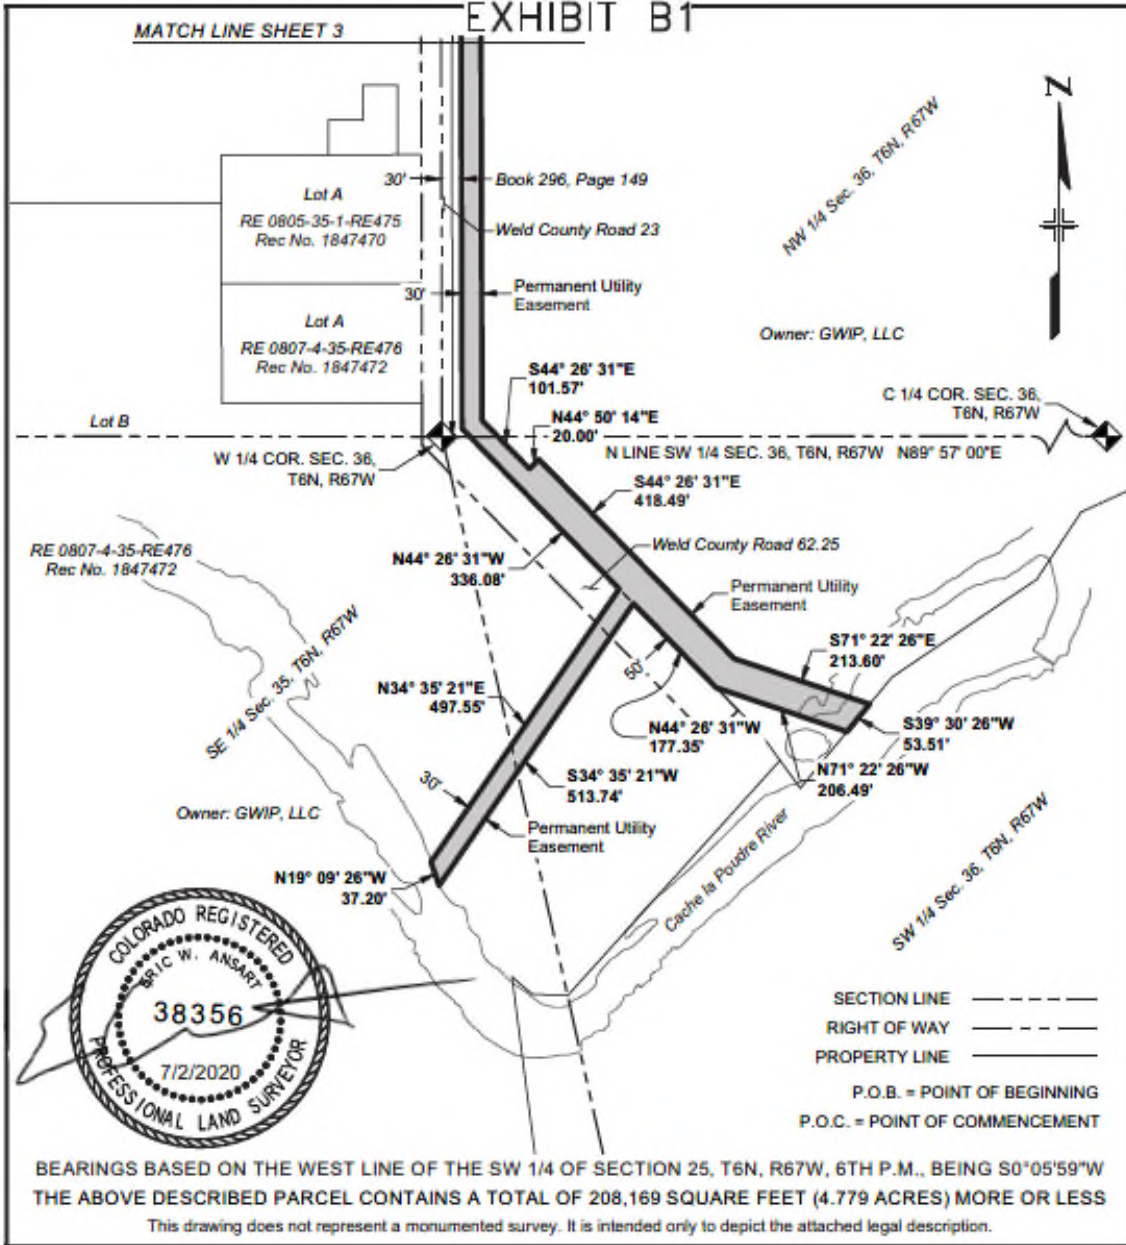 EXHIBIT B1
MATCH LINE SHEET 3
N
NW 1/4 Sec. 36, T6N, R67W
30'
Book 296, Page 149
Lot A
RE 0805-35-1-RE475
Rec No. 1847470
Weld County Road 23
30'
Permanent Utility
Easement
Lot A
RE 0807-4-35-RE476
Rec No. 1847472
Owner: GWIP, LLC
S44° 26' 31"E
101.57'
C 1/4 COR. SEC. 36,
T6N, R67W
Lot B
N44° 50' 14"E
20.00'
N LINE SW 1/4 SEC. 36, T6N, R67W N89° 57' 00"E
W 1/4 COR. SEC. 36,
T6N, R67W
S44° 26' 31"E
418.49'
RE 0807-4-35-RE476
Rec No. 1847472
N44° 26' 31"W
336.08'
Weld County Road 62.25
Permanent Utility
Easement
SE 1/4 Sec. 35, T6N, R67W
S71° 22' 26"E
213.60'
50'
N34° 35' 21"E
497.55'
N44° 26' 31"W
177.35'
S39° 30' 26"W
53.51'
S34° 35' 21"W
513.74'
N71° 22' 26"W
206.49'
30'
Owner: GWIP, LLC
Permanent Utility
Easement
Cache la Poudre River
SW 1/4 Sec. 36, T6N, R67W
N19° 09' 26"W
37.20'
COLORADO REGISTERED
ERIC W. ANSART
38356
7/2/2020
PROFESSIONAL LAND SURVEYOR
SECTION LINE
RIGHT OF WAY
PROPERTY LINE
P.O.B. = POINT OF BEGINNING
P.O.C. = POINT OF COMMENCEMENT
BEARINGS BASED ON THE WEST LINE OF THE SW 1/4 OF SECTION 25, T6N, R67W, 6TH P.M., BEING S0°05'59"W
THE ABOVE DESCRIBED PARCEL CONTAINS A TOTAL OF 208,169 SQUARE FEET (4.779 ACRES) MORE OR LESS
This drawing does not represent a monumented survey. It is intended only to depict the attached legal description.